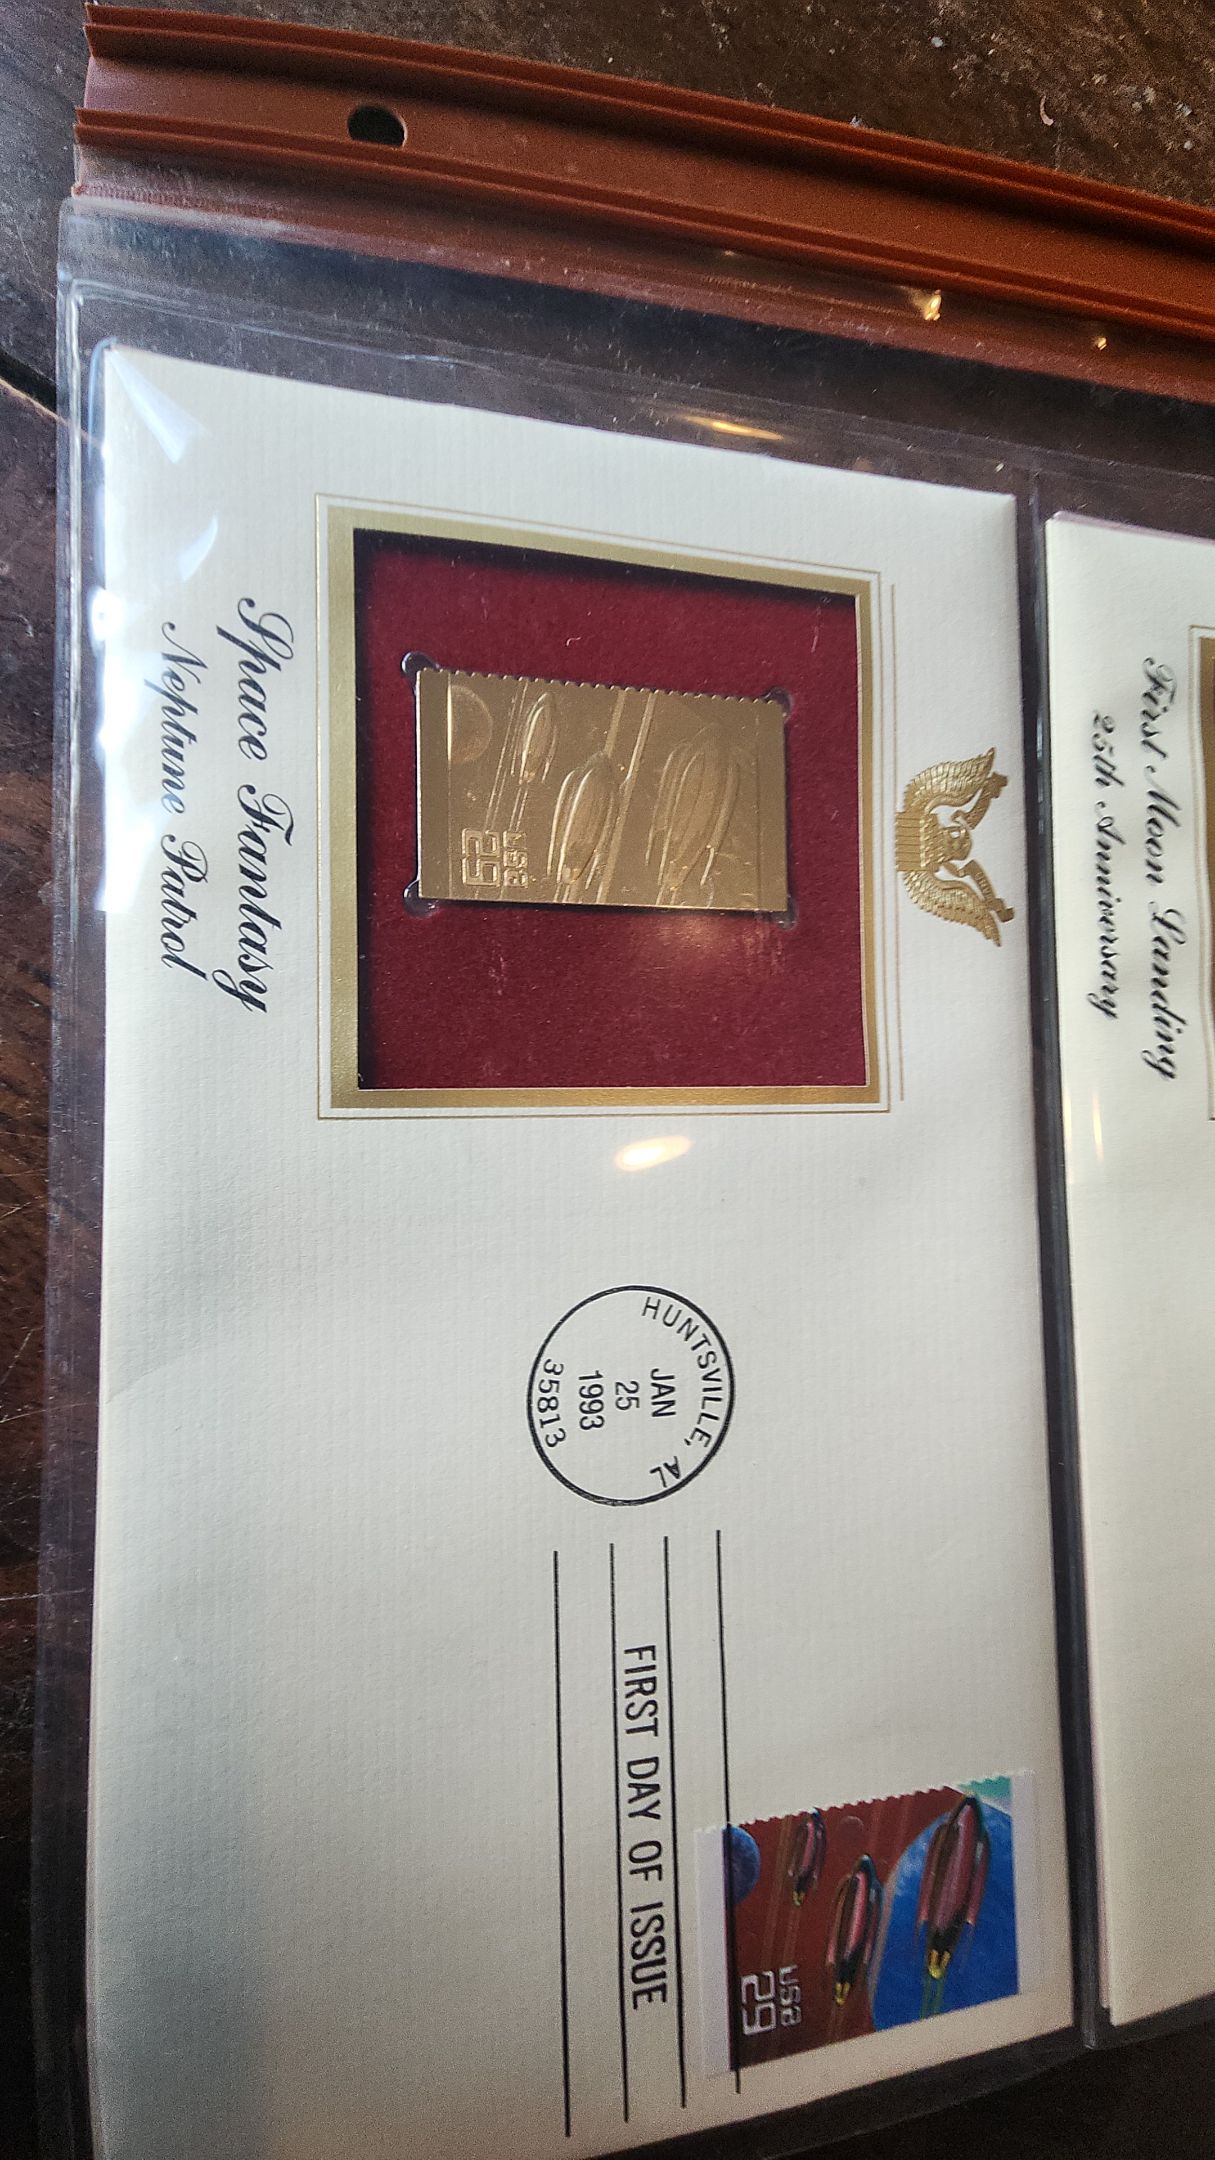 Space Fantasy
Neptune Patrol
29
USA
HUNTSVILLE, AL
JAN
25
1993
35813
FIRST DAY OF ISSUE
USA
29
First Moon Landing
25th Anniversary